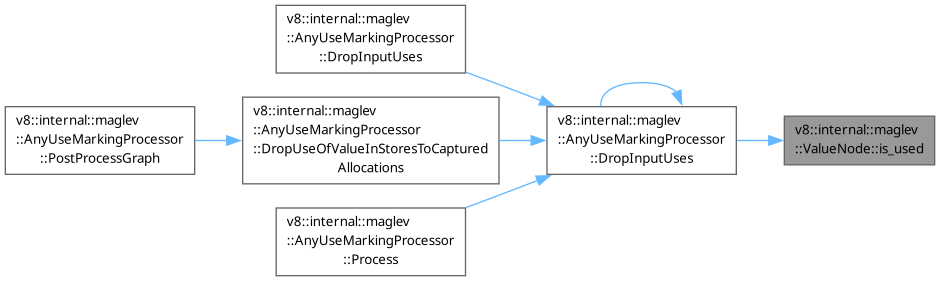 v8::internal::maglev
::AnyUseMarkingProcessor
::DropInputUses
v8::internal::maglev
::AnyUseMarkingProcessor
::PostProcessGraph
v8::internal::maglev
::AnyUseMarkingProcessor
::DropUseOfValueInStoresToCaptured
Allocations
v8::internal::maglev
::AnyUseMarkingProcessor
::DropInputUses
v8::internal::maglev
::ValueNode::is_used
v8::internal::maglev
::AnyUseMarkingProcessor
::Process